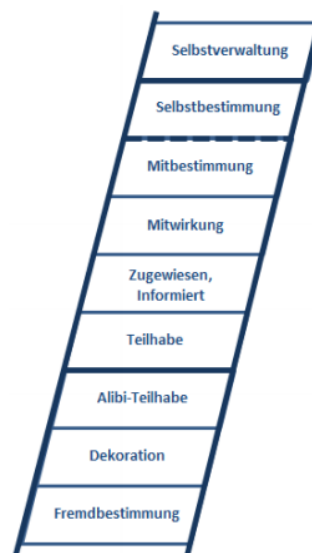 Selbstverwaltung
Selbstbestimmung
Mitbestimmung
Mitwirkung
Zugewiesen,
Informiert
Teilhabe
Alibi-Teilhabe
Dekoration
Fremdbestimmung